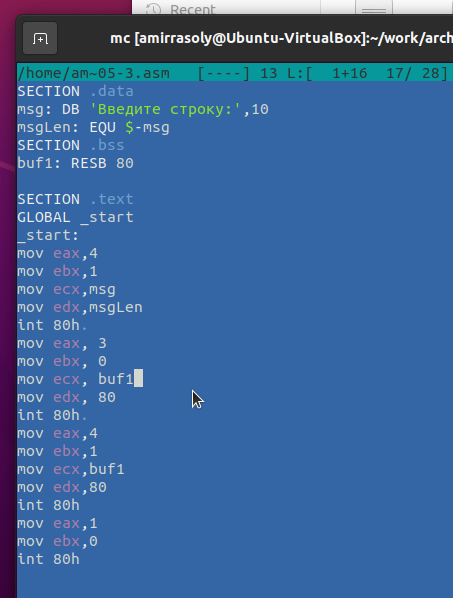 Recent
mc [amirrasoly@Ubuntu-VirtualBox]:~/work/arch
/home/am~05-3.asm [----] 13 L:[ 1+16 17/ 28]
SECTION .data
msg: DB 'Введите строку:',10
msgLen: EQU $-msg
SECTION .bss
buf1: RESB 80
SECTION .text
GLOBAL _start
_start:
mov eax,4
mov ebx,1
mov ecx,msg
mov edx,msgLen
int 80h.
mov eax, 3
mov ebx, 0
mov ecx, buf1
mov edx, 80
int 80h.
mov eax,4
mov ebx,1
mov ecx,buf1
mov edx,80
int 80h
mov eax,1
mov ebx,0
int 80h